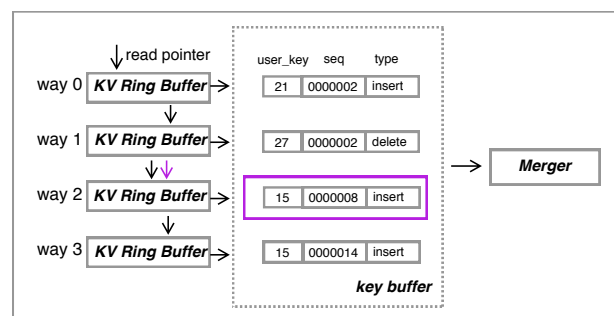 read pointer
user_key seq type
way 0 KV Ring Buffer 21 0000002 insert
way 1 KV Ring Buffer 27 0000002 delete
way 2 KV Ring Buffer 15 0000008 insert
way 3 KV Ring Buffer 15 0000014 insert
Merger
key buffer